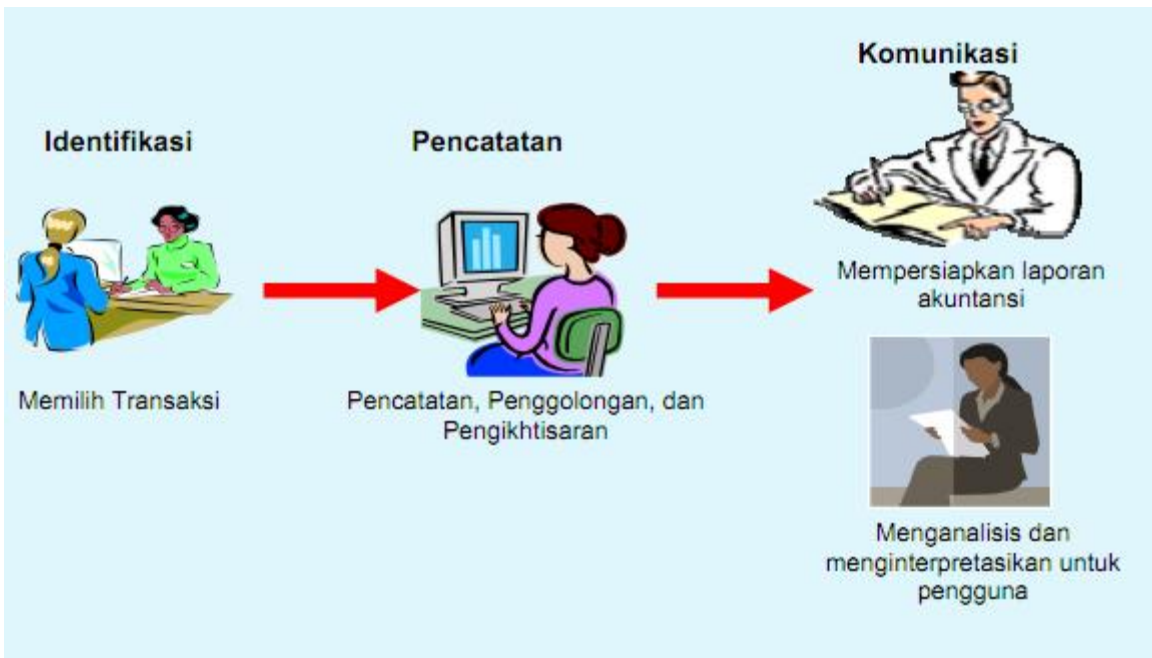 Identifikasi
Memilih Transaksi
Pencatatan
Pencatatan, Penggolongan, dan
Pengikhtisaran
Komunikasi
Mempersiapkan laporan
akuntansi
Menganalisis dan
menginterpretasikan untuk
pengguna